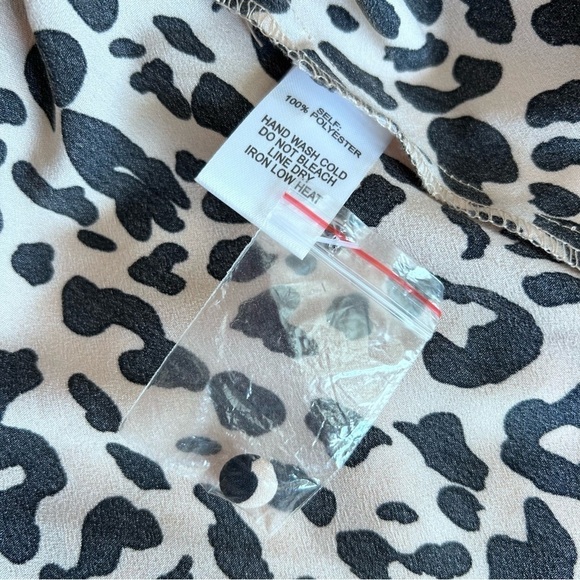 SELF:
100% POLYESTER
HAND WASH COLD
DO NOT BLEACH
LINE DRY
IRON LOW HEAT